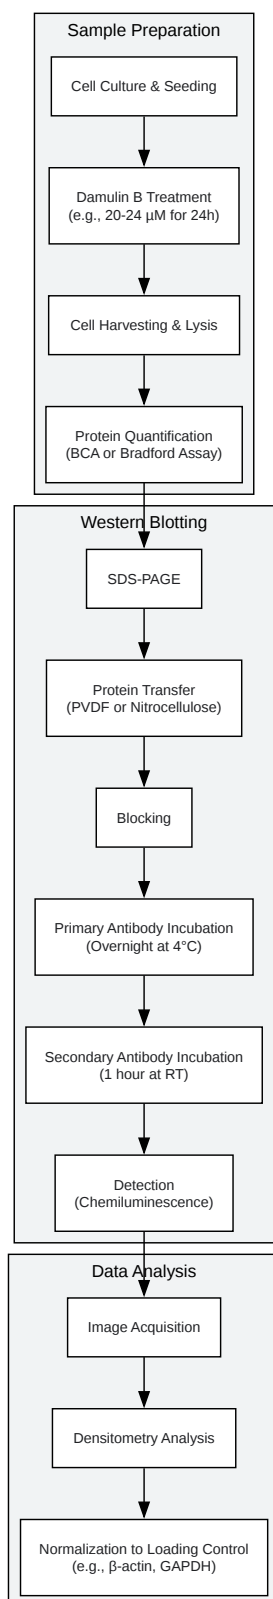 Sample Preparation
Cell Culture & Seeding
Damulin B Treatment
(e.g., 20-24 µM for 24h)
Cell Harvesting & Lysis
Protein Quantification
(BCA or Bradford Assay)
Western Blotting
SDS-PAGE
Protein Transfer
(PVDF or Nitrocellulose)
Blocking
Primary Antibody Incubation
(Overnight at 4°C)
Secondary Antibody Incubation
(1 hour at RT)
Detection
(Chemiluminescence)
Data Analysis
Image Acquisition
Densitometry Analysis
Normalization to Loading Control
(e.g., β-actin, GAPDH)